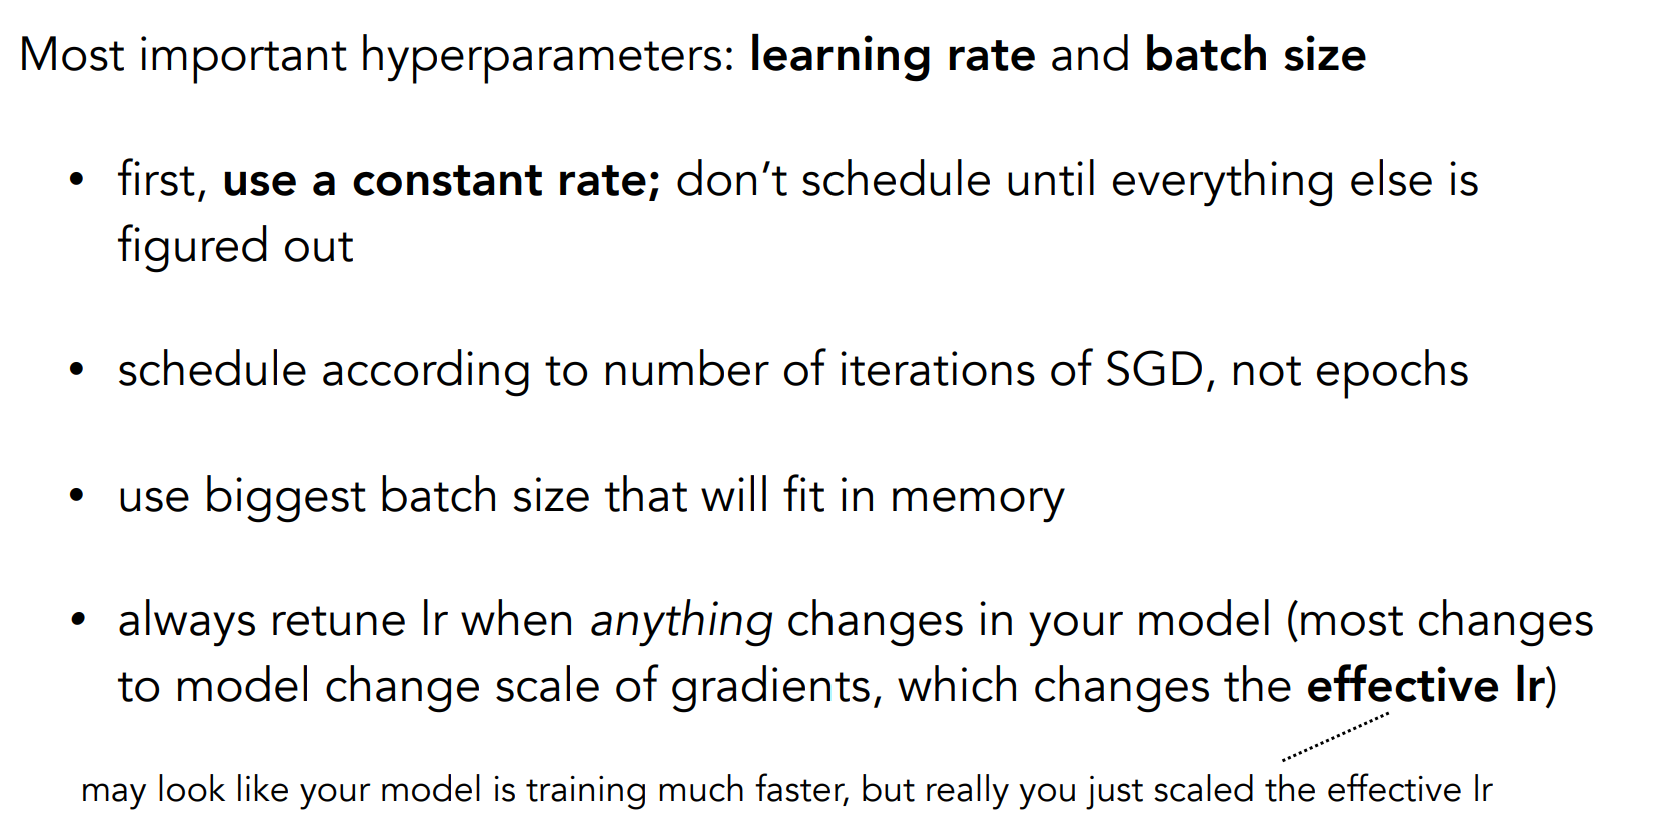 Most important hyperparameters: learning rate and batch size
• first, use a constant rate; don’t schedule until everything else is
figured out
• schedule according to number of iterations of SGD, not epochs
• use biggest batch size that will fit in memory
• always retune lr when anything changes in your model (most changes
to model change scale of gradients, which changes the effective lr)
may look like your model is training much faster, but really you just scaled the effective lr